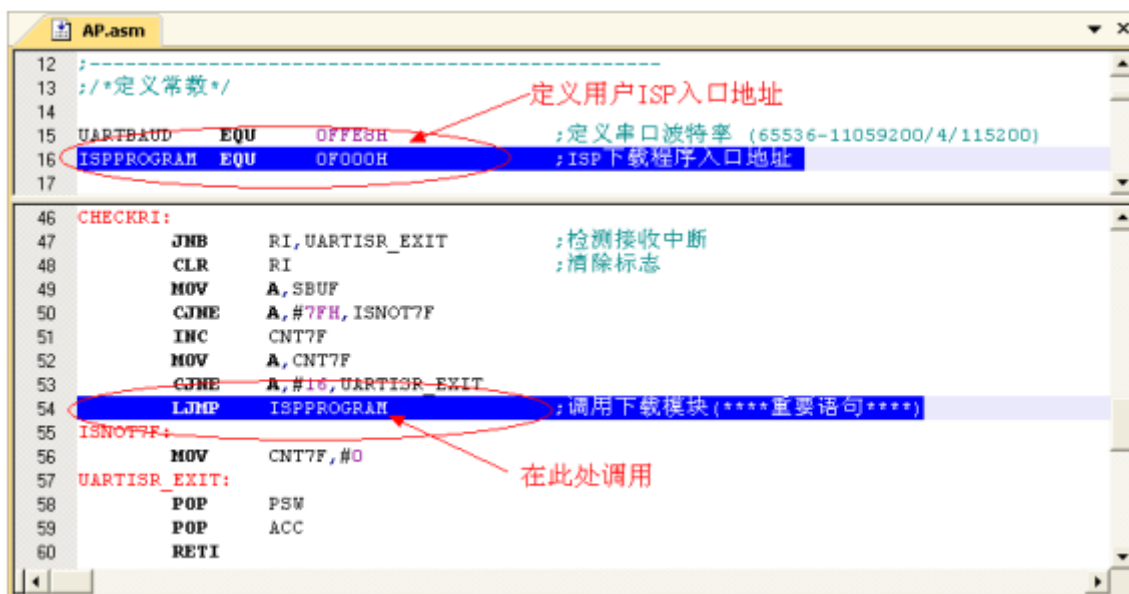 AP.asm
12 ;-----------------------------------------------
13 ;/*定义常数*/
定义用户ISP入口地址
14
15 UARTBAUD EQU 0FFE8H ;定义串口波特率 (65536-11059200/4/115200)
16 ISPPROGRAM EQU 0F000H ;ISP下载程序入口地址
17
46 CHECKRI:
47 JNB RI,UARTISR_EXIT ;检测接收中断
48 CLR RI ;清除标志
49 MOV A,SBUF
50 CJNE A,#7FH,ISNOT7F
51 INC CNT7F
52 MOV A,CNT7F
53 CJNE A,#16,UARTISR_EXIT
54 LJMP ISPPROGRAM ;调用下载模块(****重要语句****)
55 ISNOT7F:
56 MOV CNT7F,#0
在此处调用
57 UARTISR_EXIT:
58 POP PSW
59 POP ACC
60 RETI